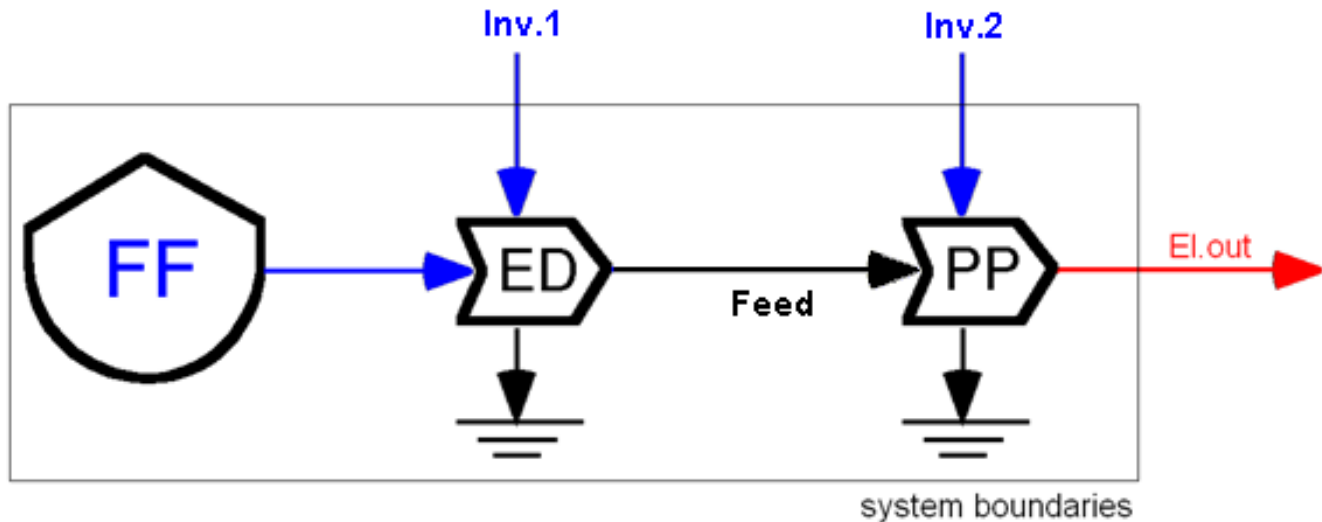 Inv.1
Inv.2
FF
ED
Feed
PP
El.out
system boundaries